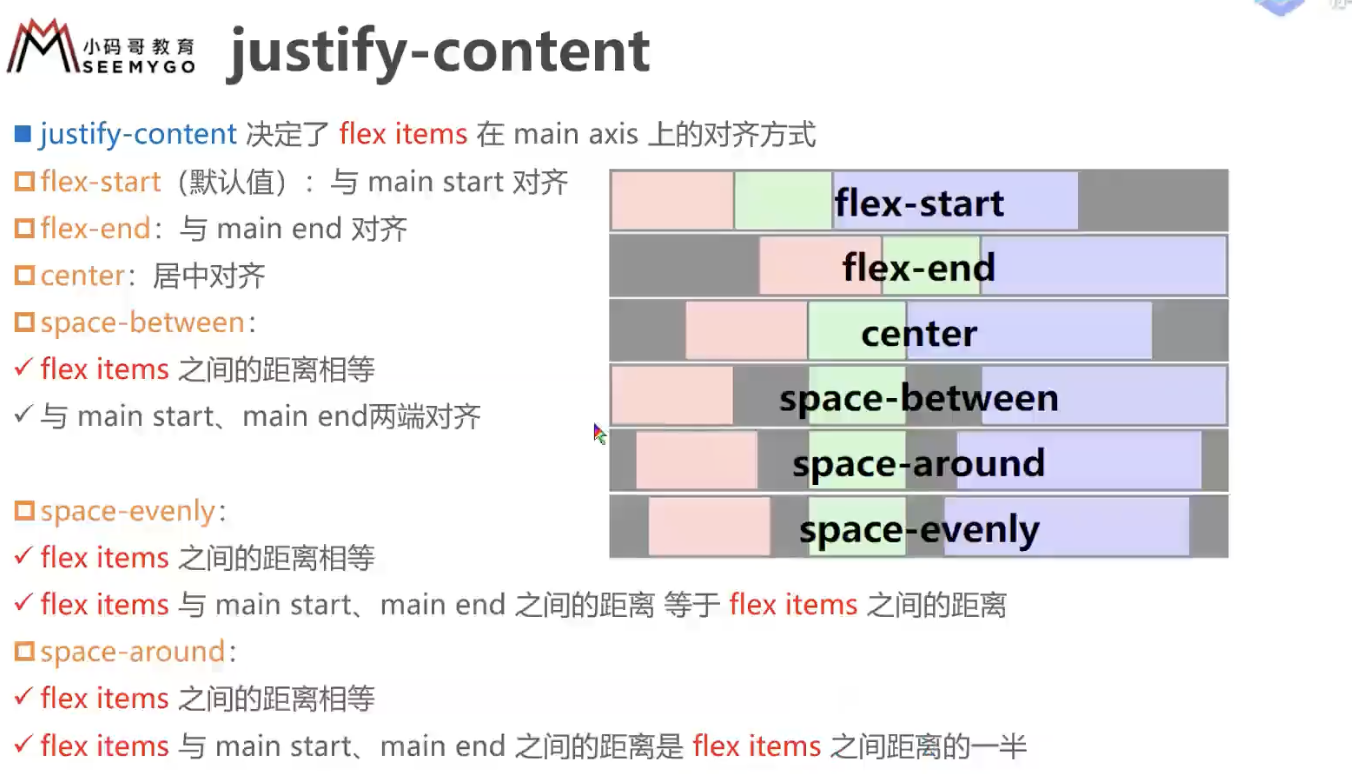 小码哥教育
SEEMYGO
justify-content
justify-content 决定了 flex items 在 main axis 上的对齐方式
flex-start（默认值）：与 main start 对齐
flex-end：与 main end 对齐
center：居中对齐
space-between：
flex items 之间的距离相等
与 main start、main end两端对齐
space-evenly：
flex items 之间的距离相等
flex items 与 main start、main end 之间的距离 等于 flex items 之间的距离
space-around：
flex items 之间的距离相等
flex items 与 main start、main end 之间的距离是 flex items 之间距离的一半
flex-start
flex-end
center
space-between
space-around
space-evenly